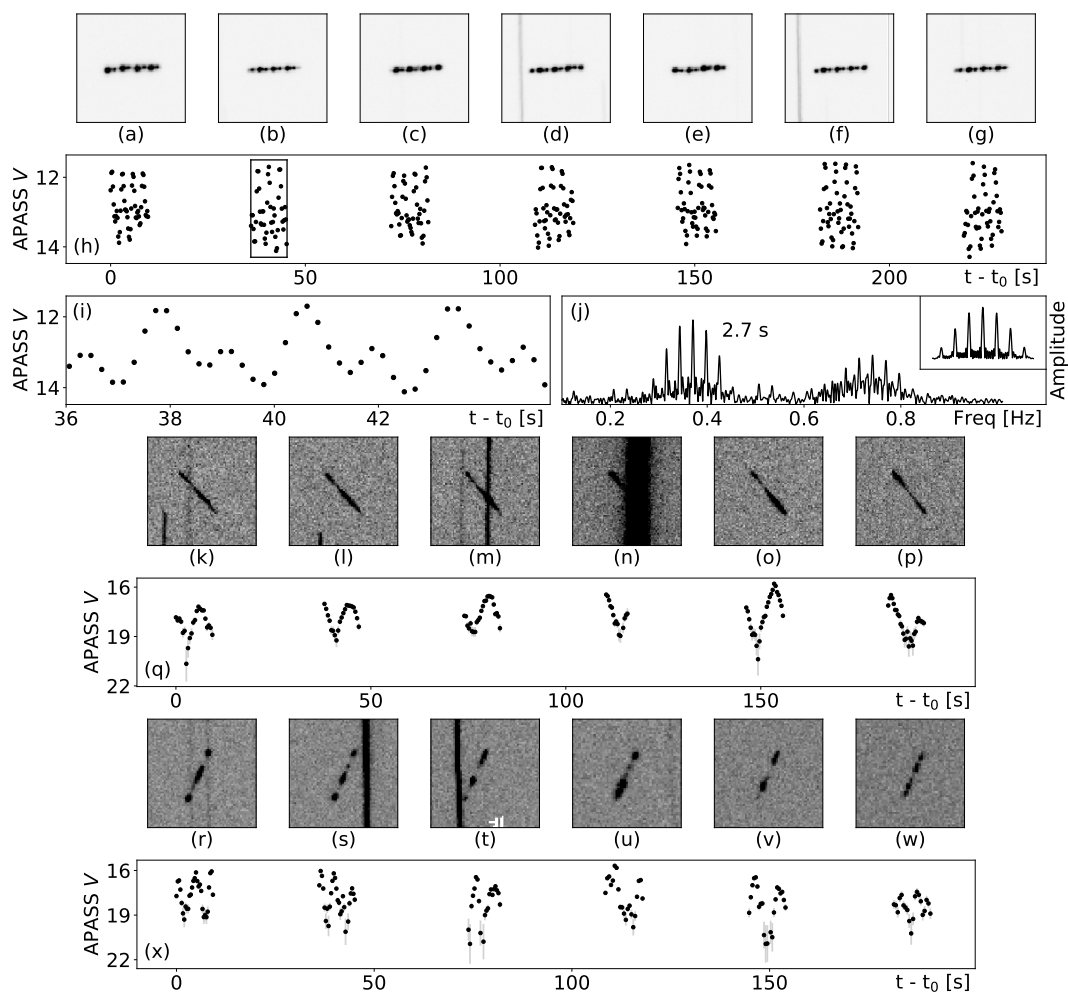 (a) (b) (c) (d) (e) (f) (g)
APASS V
12
14
(h)
0 50 100 150 200 t - t₀ [s]
(i)
APASS V
12
14
36 38 40 42 t - t₀ [s]
(j)
2.7 s
Amplitude
0.2 0.4 0.6 0.8 Freq [Hz]
(k) (l) (m) (n) (o) (p)
APASS V
16
19
22
(q)
0 50 100 150 t - t₀ [s]
(r) (s) (t) (u) (v) (w)
APASS V
16
19
22
(x)
0 50 100 150 t - t₀ [s]